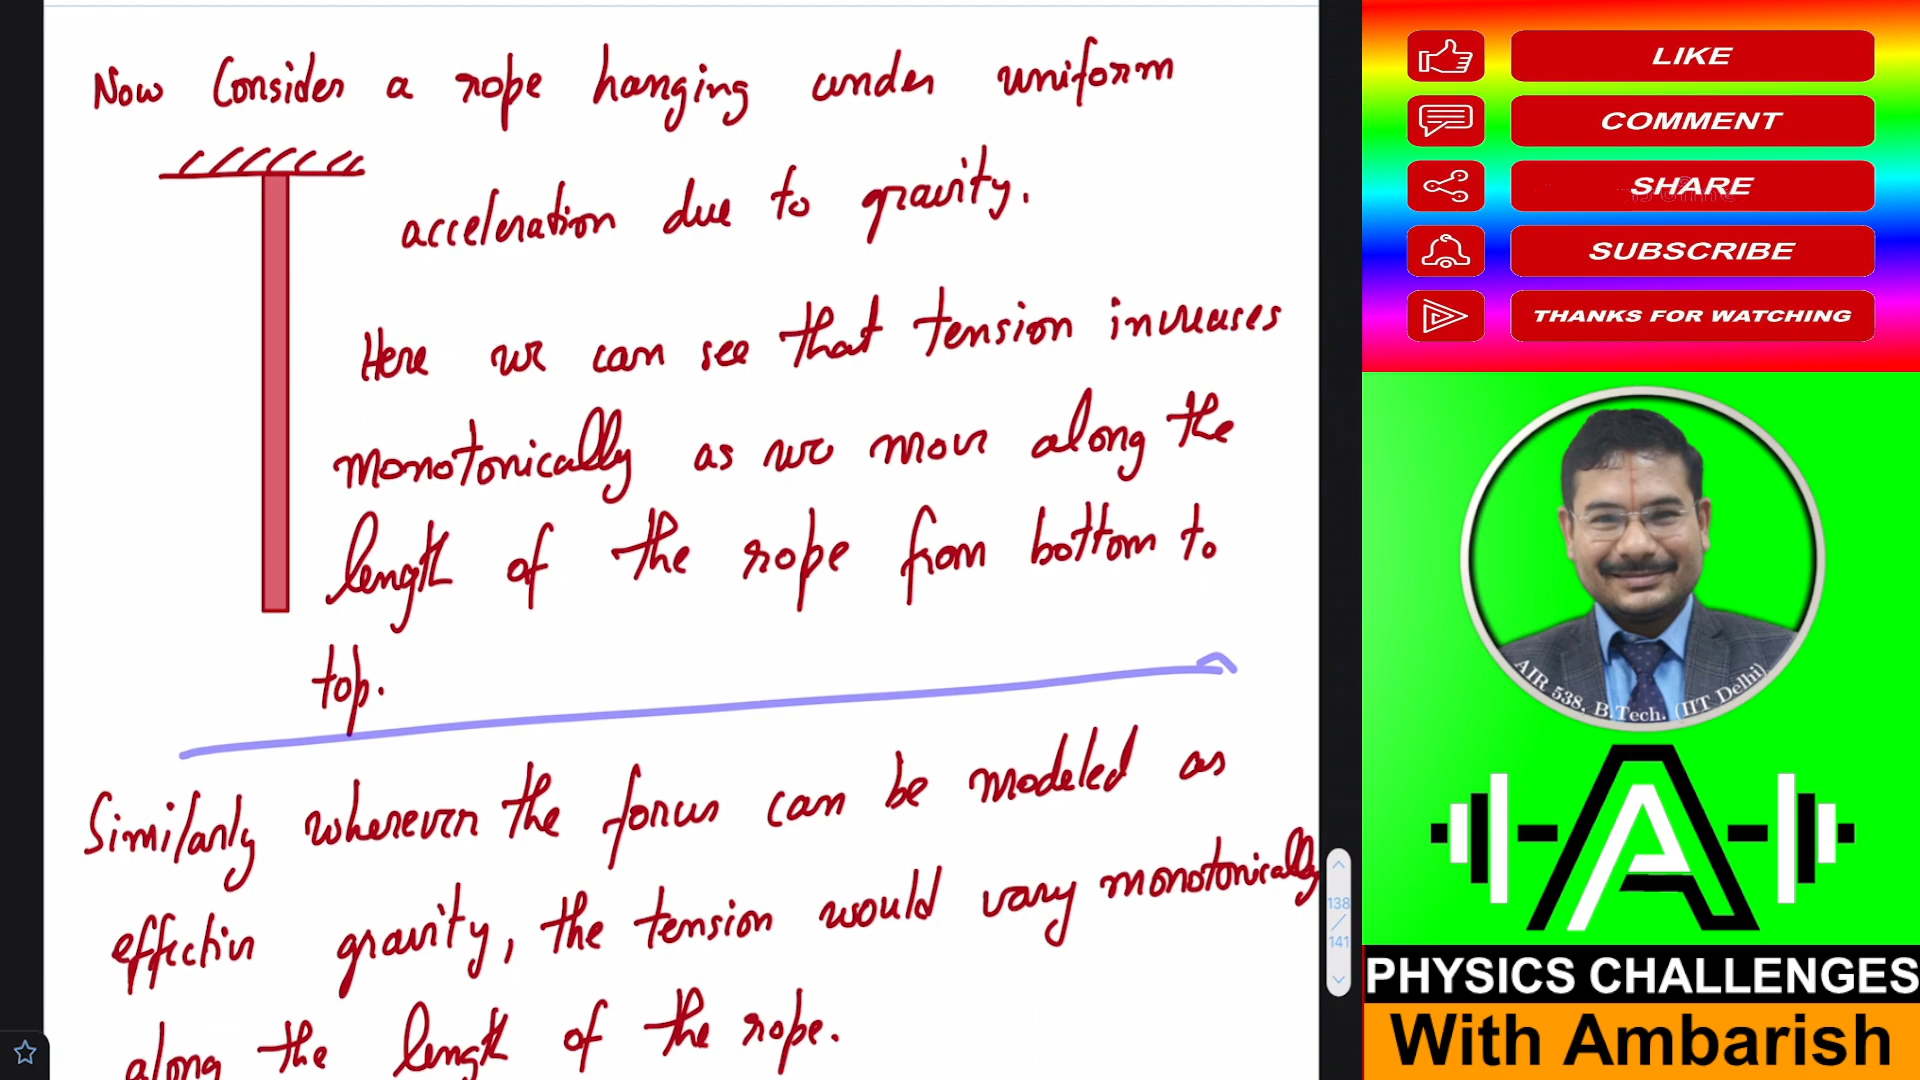 Now Consider a rope hanging under uniform
acceleration due to gravity.
Here we can see that tension increases
monotonically as we move along the
length of the rope from bottom to
top.
Similarly wherever the forces can be modeled as
effective gravity, the tension would vary monotonically
along the length of the rope.
138
/
141
LIKE
COMMENT
SHARE
SUBSCRIBE
THANKS FOR WATCHING
AIR 538, B.Tech. (IIT Delhi)
A
PHYSICS CHALLENGES
With Ambarish